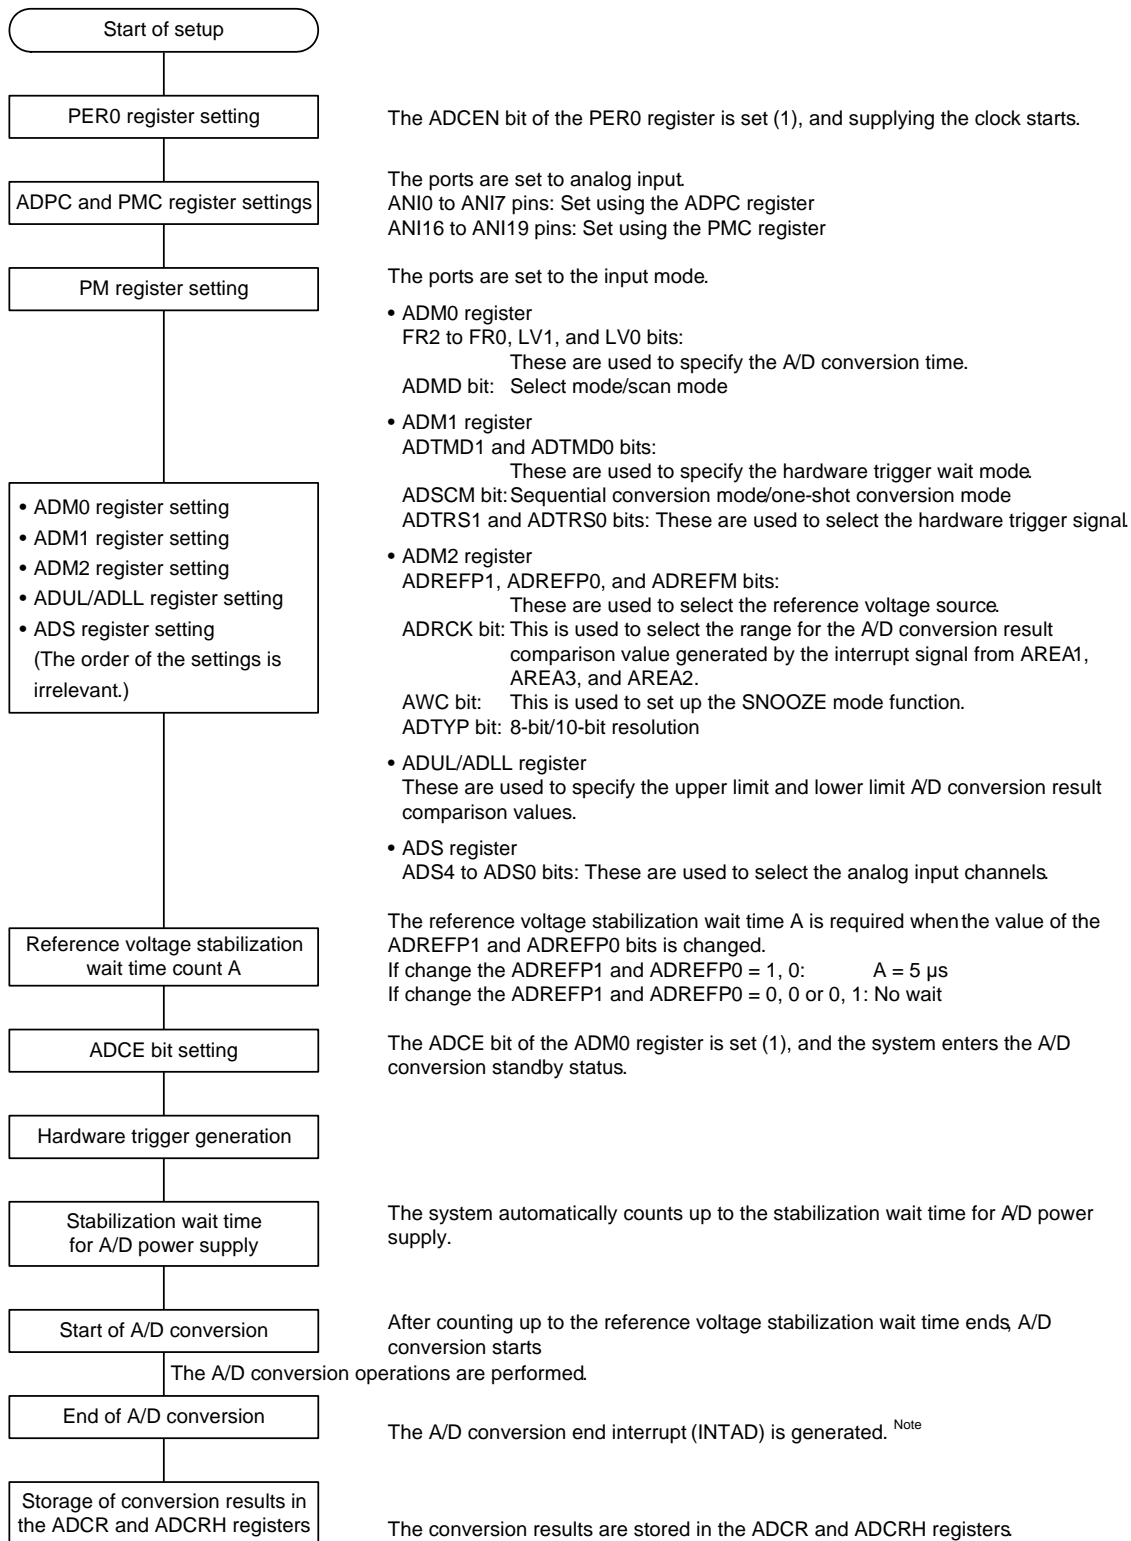 Start of setup
PER0 register setting
The ADCEN bit of the PER0 register is set (1), and supplying the clock starts.
ADPC and PMC register settings
The ports are set to analog input.
ANI0 to ANI7 pins: Set using the ADPC register
ANI16 to ANI19 pins: Set using the PMC register
PM register setting
The ports are set to the input mode.
• ADM0 register
FR2 to FR0, LV1, and LV0 bits:
These are used to specify the A/D conversion time.
ADMD bit: Select mode/scan mode
• ADM1 register
ADTMD1 and ADTMD0 bits:
These are used to specify the hardware trigger wait mode.
ADSCM bit: Sequential conversion mode/one-shot conversion mode
ADTRS1 and ADTRS0 bits: These are used to select the hardware trigger signal.
• ADM2 register
ADREFP1, ADREFP0, and ADREFM bits:
These are used to select the reference voltage source.
ADRCK bit: This is used to select the range for the A/D conversion result
comparison value generated by the interrupt signal from AREA1,
AREA3, and AREA2.
AWC bit: This is used to set up the SNOOZE mode function.
ADTYP bit: 8-bit/10-bit resolution
• ADUL/ADLL register
These are used to specify the upper limit and lower limit A/D conversion result
comparison values.
• ADS register
ADS4 to ADS0 bits: These are used to select the analog input channels.
• ADM0 register setting
• ADM1 register setting
• ADM2 register setting
• ADUL/ADLL register setting
• ADS register setting
(The order of the settings is
irrelevant.)
Reference voltage stabilization
wait time count A
The reference voltage stabilization wait time A is required when the value of the
ADREFP1 and ADREFP0 bits is changed.
If change the ADREFP1 and ADREFP0 = 1, 0: A = 5 µs
If change the ADREFP1 and ADREFP0 = 0, 0 or 0, 1: No wait
ADCE bit setting
The ADCE bit of the ADM0 register is set (1), and the system enters the A/D
conversion standby status.
Hardware trigger generation
Stabilization wait time
for A/D power supply
The system automatically counts up to the stabilization wait time for A/D power
supply.
Start of A/D conversion
After counting up to the reference voltage stabilization wait time ends, A/D
conversion starts
The A/D conversion operations are performed.
End of A/D conversion
The A/D conversion end interrupt (INTAD) is generated. Note
Storage of conversion results in
the ADCR and ADCRH registers
The conversion results are stored in the ADCR and ADCRH registers.